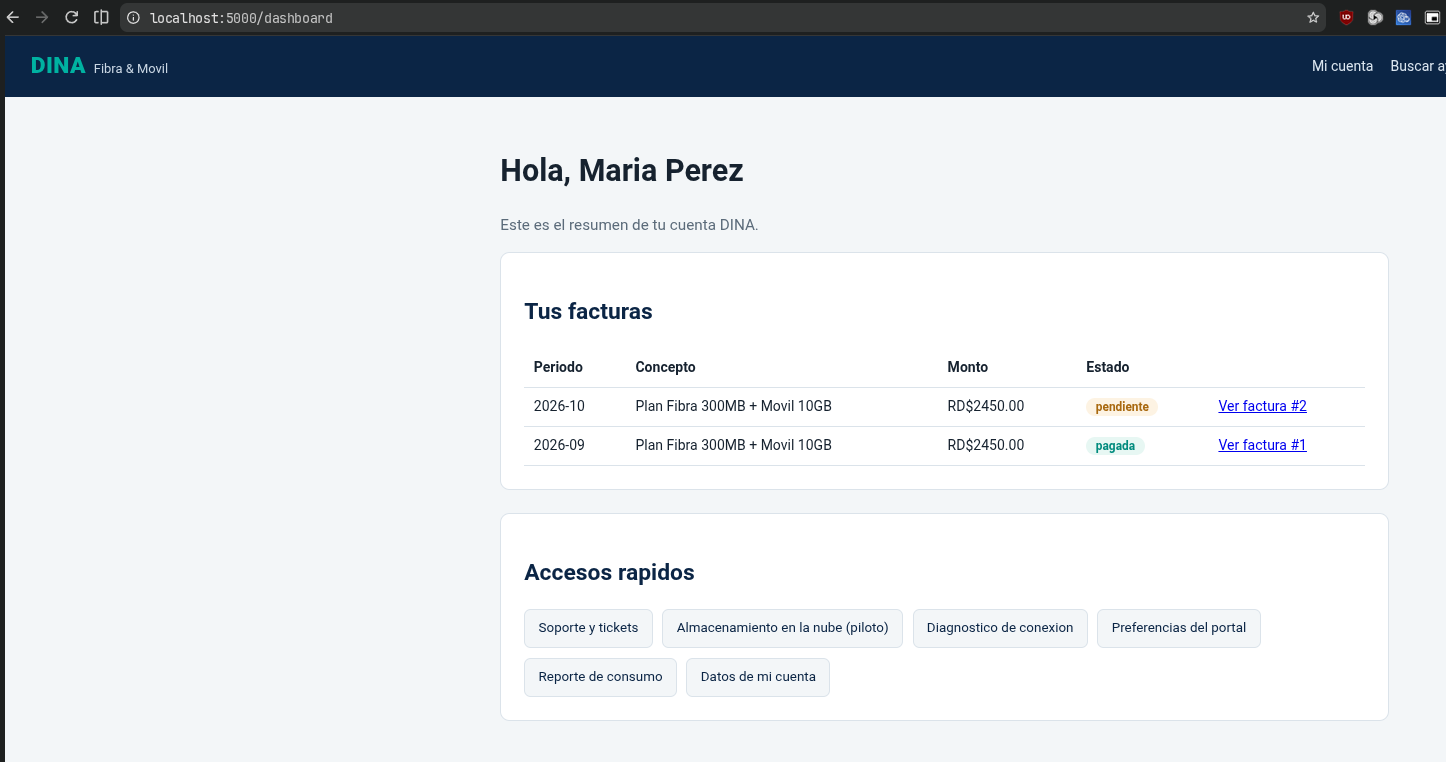 localhost:5000/dashboard
DINA Fibra & Movil
Mi cuenta Buscar
Hola, Maria Perez
Este es el resumen de tu cuenta DINA.
Tus facturas
Periodo Concepto Monto Estado
2026-10 Plan Fibra 300MB + Movil 10GB RD$2450.00 pendiente Ver factura #2
2026-09 Plan Fibra 300MB + Movil 10GB RD$2450.00 pagada Ver factura #1
Accesos rapidos
Soporte y tickets Almacenamiento en la nube (piloto) Diagnostico de conexion Preferencias del portal
Reporte de consumo Datos de mi cuenta